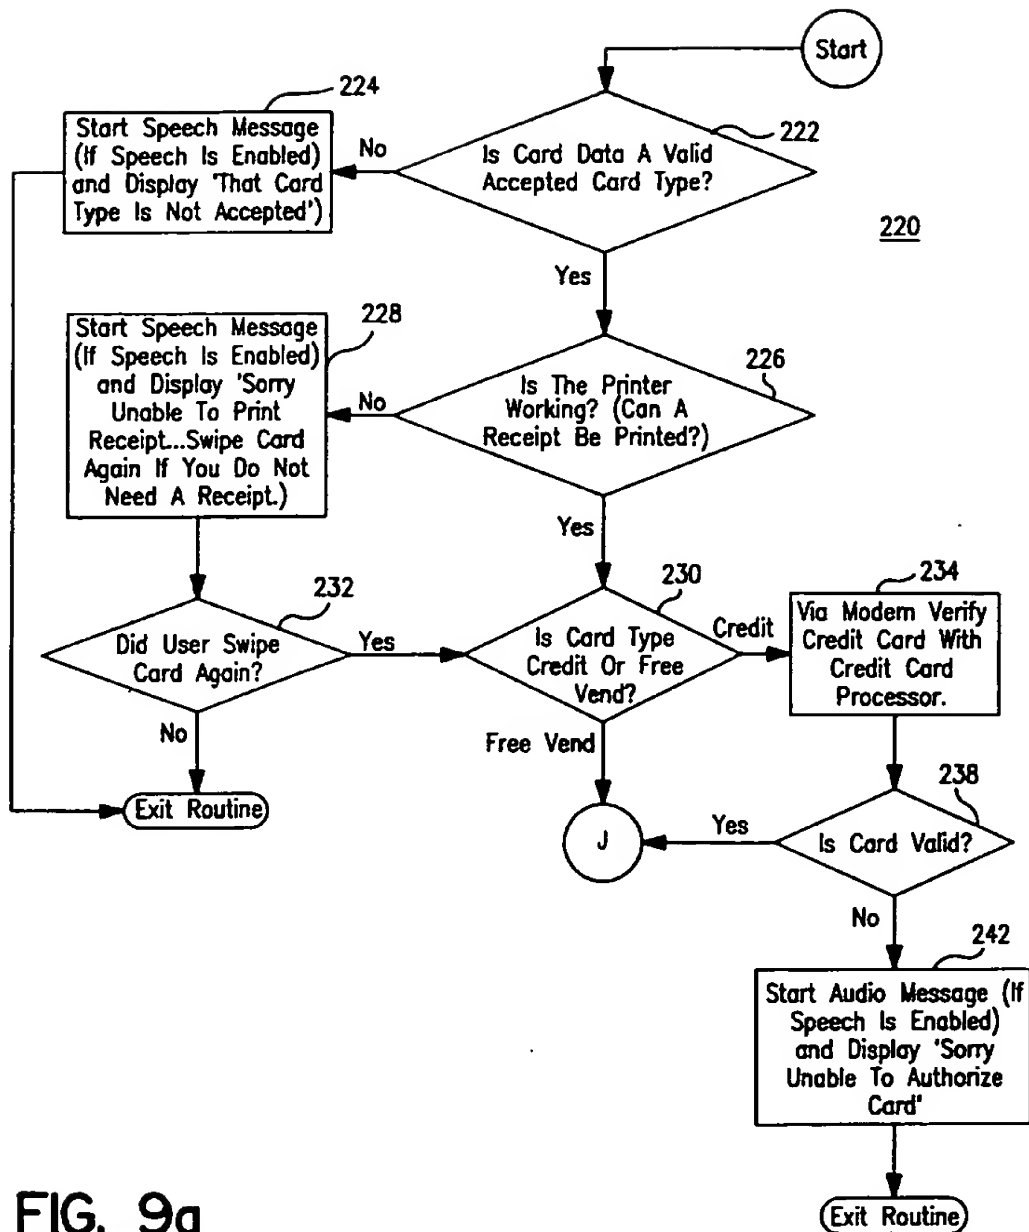 Start
224
Start Speech Message
(If Speech Is Enabled)
and Display 'That Card
Type Is Not Accepted')
No
222
Is Card Data A Valid
Accepted Card Type?
220
Yes
228
Start Speech Message
(If Speech Is Enabled)
and Display 'Sorry
Unable To Print
Receipt...Swipe Card
Again If You Do Not
Need A Receipt.)
No
226
Is The Printer
Working? (Can A
Receipt Be Printed?)
Yes
232
Did User Swipe
Card Again?
Yes
No
Exit Routine
230
Is Card Type
Credit Or Free
Vend?
Credit
Free Vend
J
234
Via Modem Verify
Credit Card With
Credit Card
Processor.
238
Is Card Valid?
Yes
No
242
Start Audio Message (If
Speech Is Enabled)
and Display 'Sorry
Unable To Authorize
Card'
Exit Routine
FIG. 9a